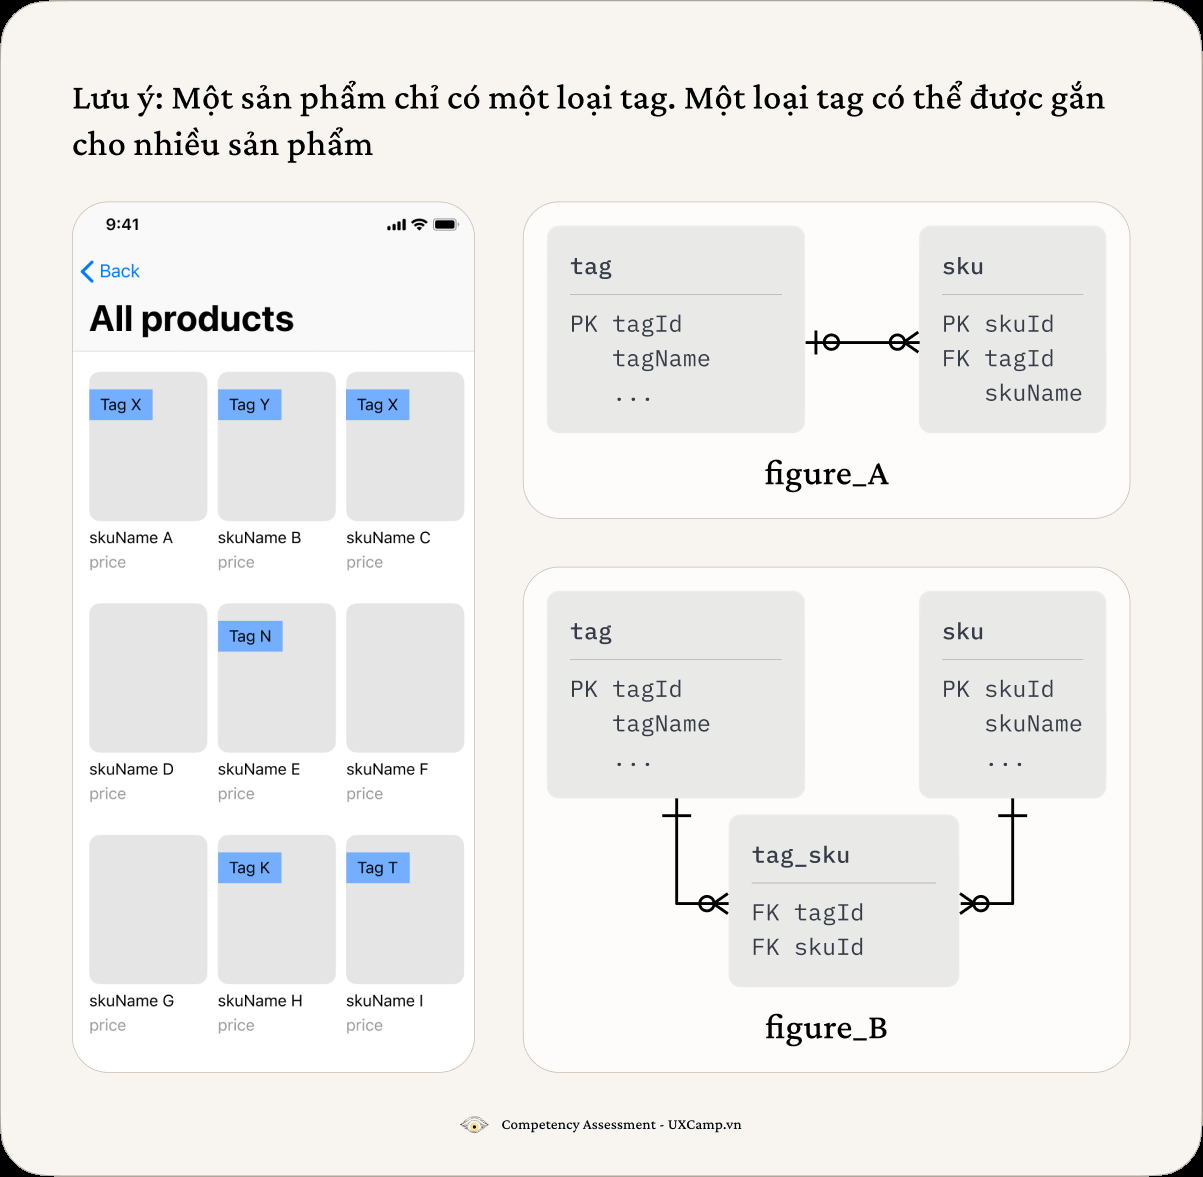 Lưu ý: Một sản phẩm chỉ có một loại tag. Một loại tag có thể được gắn
cho nhiều sản phẩm
9:41
Back
All products
Tag X
Tag Y
Tag X
skuName A
skuName B
skuName C
price
price
price
Tag N
skuName D
skuName E
skuName F
price
price
price
Tag K
Tag T
skuName G
skuName H
skuName I
price
price
price
tag
PK tagId
tagName
...
sku
PK skuId
FK tagId
skuName
figure_A
tag
PK tagId
tagName
...
sku
PK skuId
skuName
...
tag_sku
FK tagId
FK skuId
figure_B
Competency Assessment - UXCamp.vn